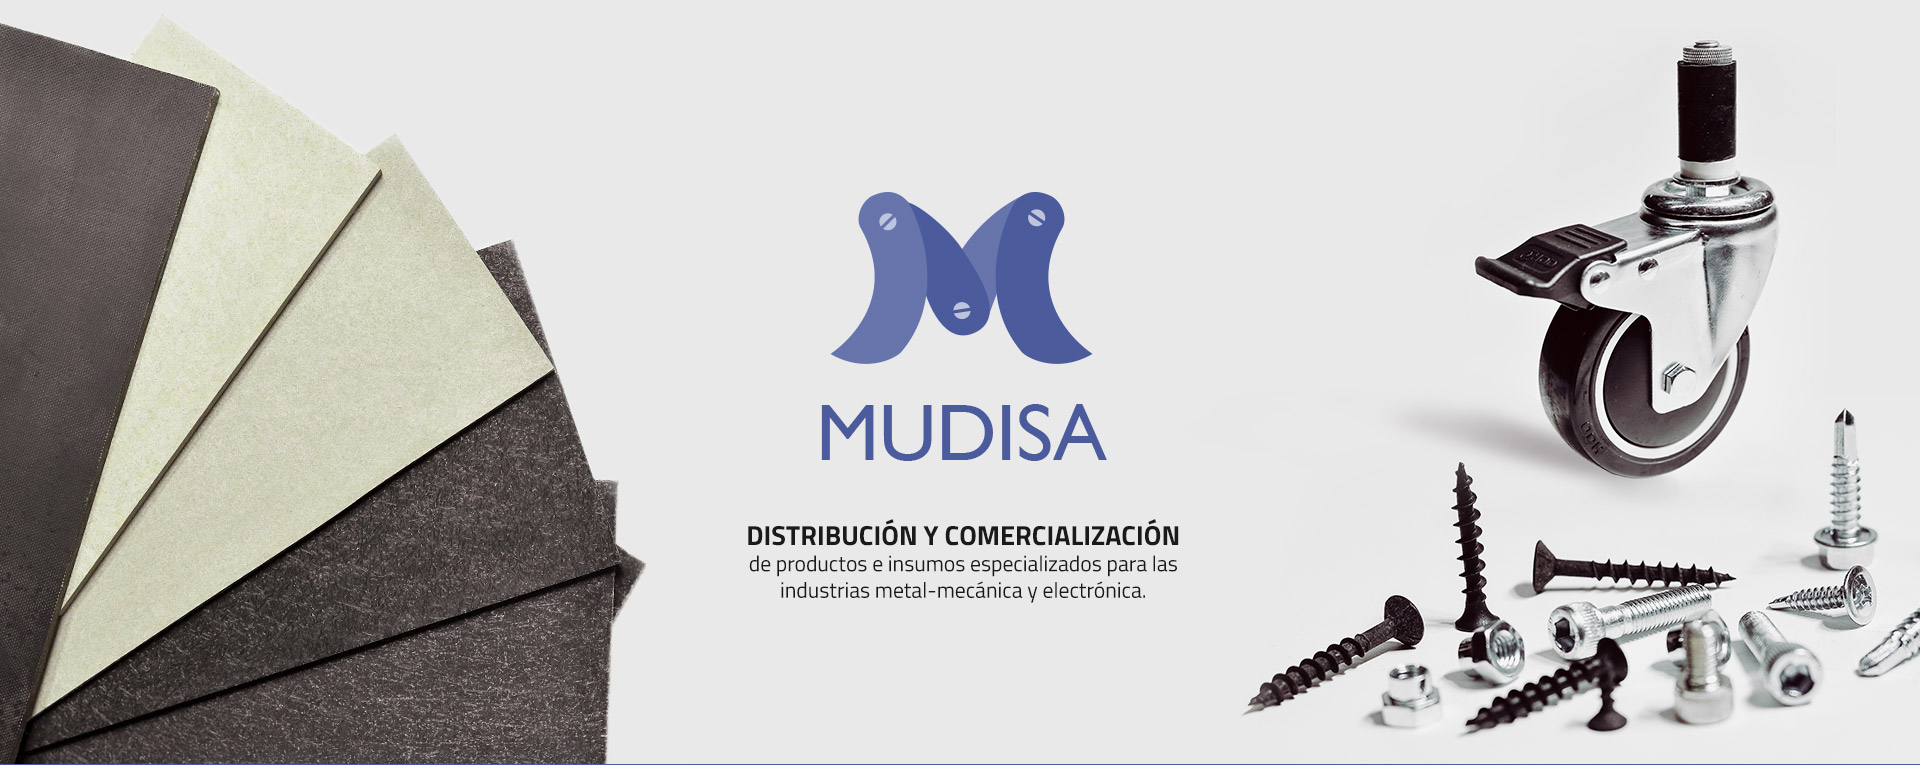 MUDISA
DISTRIBUCIÓN Y COMERCIALIZACIÓN
de productos e insumos especializados para las
industrias metal-mecánica y electrónica.